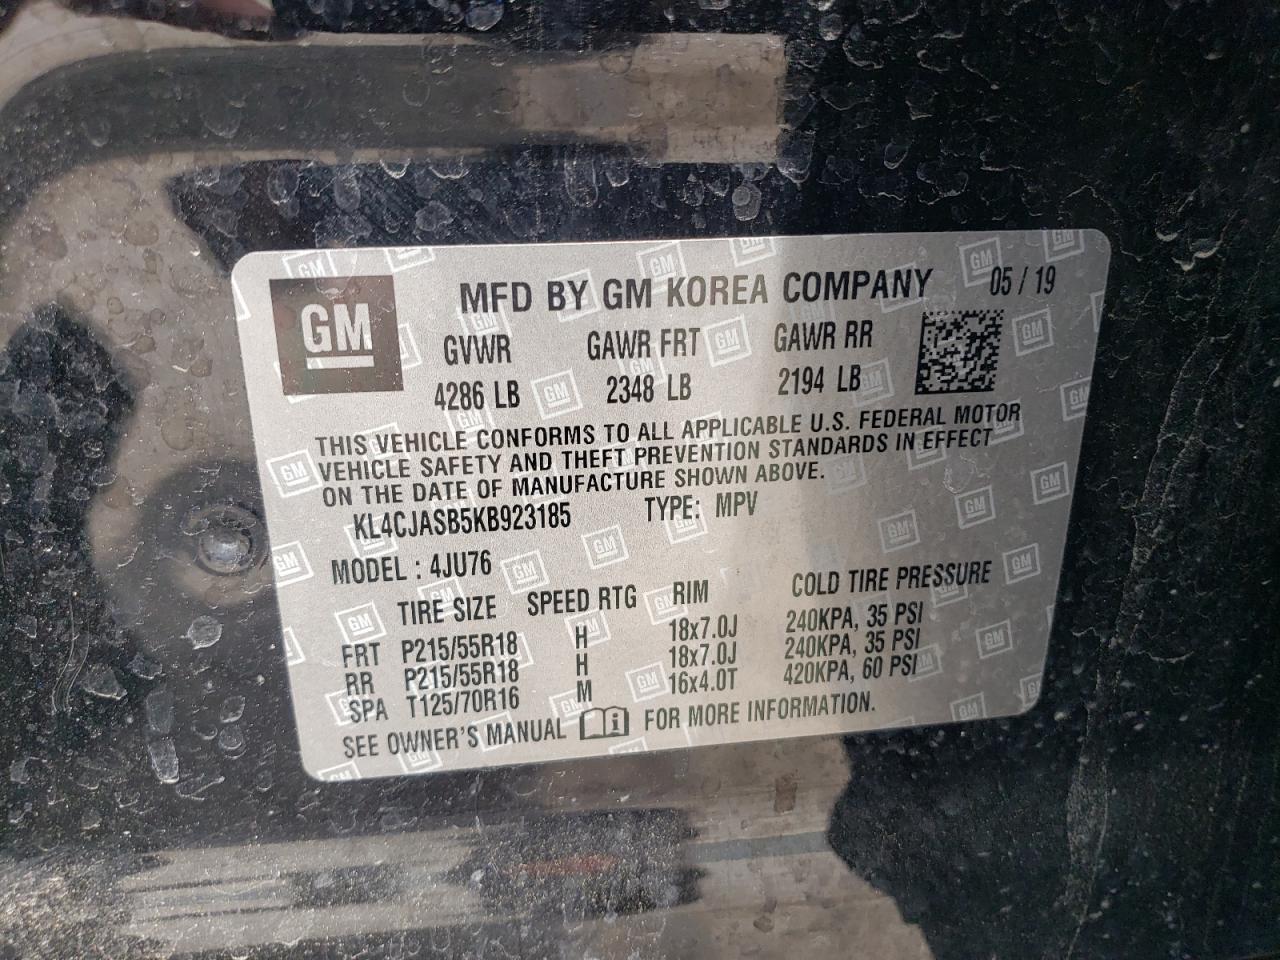 GM
MFD BY GM KOREA COMPANY 05 / 19
GVWR GAWR FRT GAWR RR
4286 LB 2348 LB 2194 LB
THIS VEHICLE CONFORMS TO ALL APPLICABLE U.S. FEDERAL MOTOR
VEHICLE SAFETY AND THEFT PREVENTION STANDARDS IN EFFECT
ON THE DATE OF MANUFACTURE SHOWN ABOVE.
KL4CJASB5KB923185 TYPE: MPV
MODEL : 4JU76
TIRE SIZE SPEED RTG RIM COLD TIRE PRESSURE
FRT P215/55R18 H 18x7.0J 240KPA, 35 PSI
RR P215/55R18 H 18x7.0J 240KPA, 35 PSI
SPA T125/70R16 M 16x4.0T 420KPA, 60 PSI
SEE OWNER'S MANUAL FOR MORE INFORMATION.